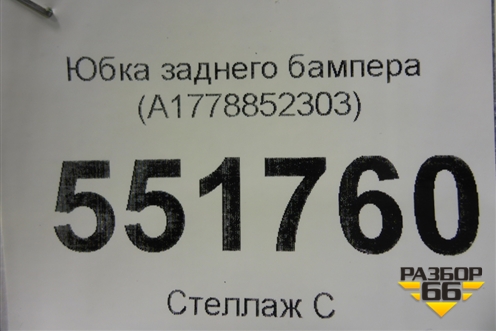 Юбка заднего бампера
(A1778852303)
551760
Стеллаж С
РАЗБОР
66